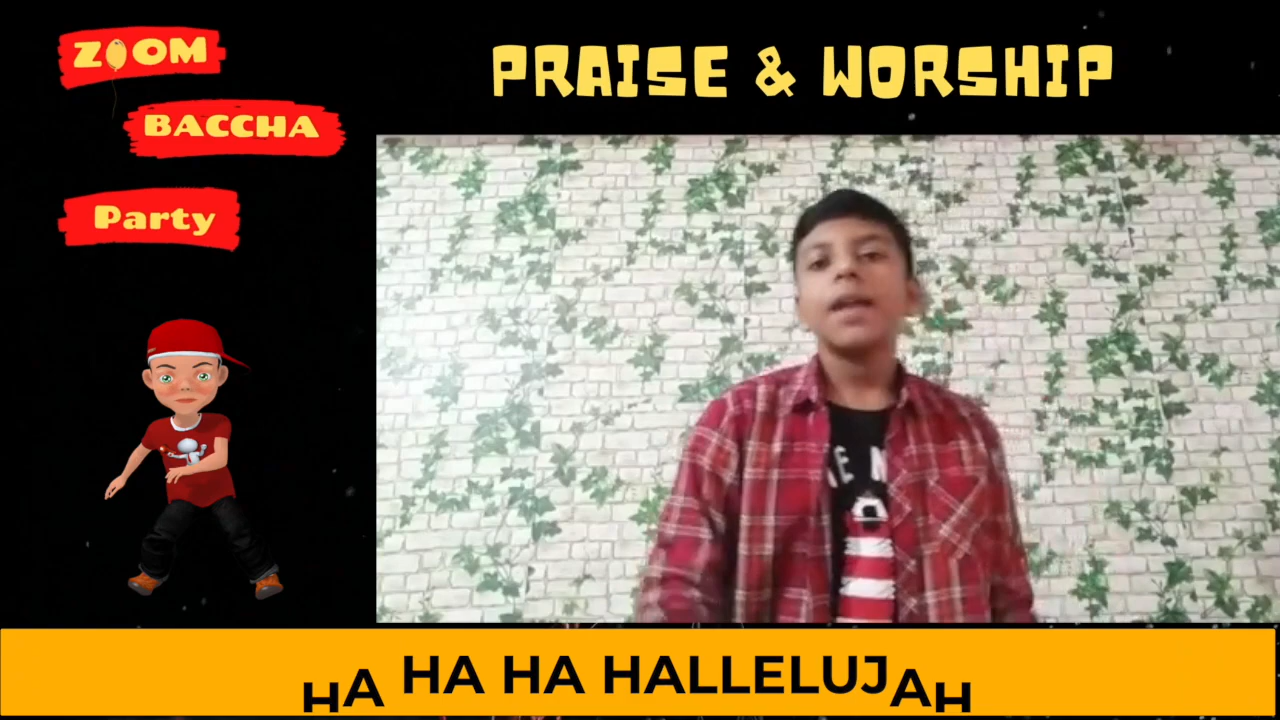 ZOOM
BACCHA
Party
PRAISE & WORSHIP
HA HA HA HALLELUJAH